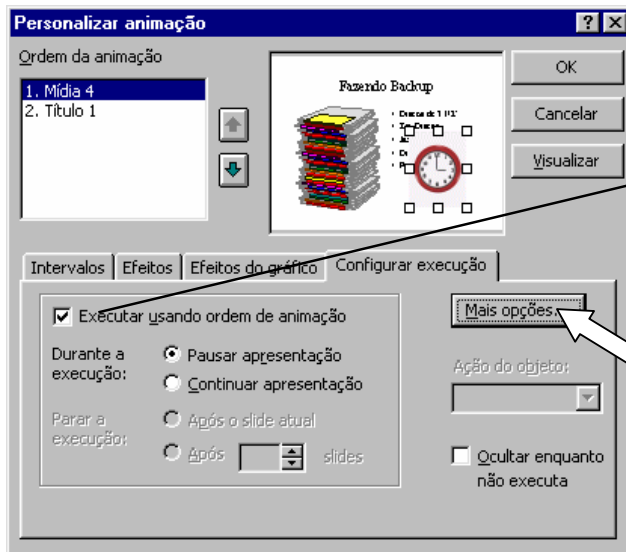 Personalizar animação
Ordem da animação
1. Mídia 4
2. Título 1
Fazendo Backup
OK
Cancelar
Visualizar
Intervalos
Efeitos
Efeitos do gráfico
Configurar execução
Executar usando ordem de animação
Durante a execução:
Pausar apresentação
Continuar apresentação
Parar a execução:
Após o slide atual
Após slides
Mais opções...
Ação do objeto:
Ocultar enquanto
não executa